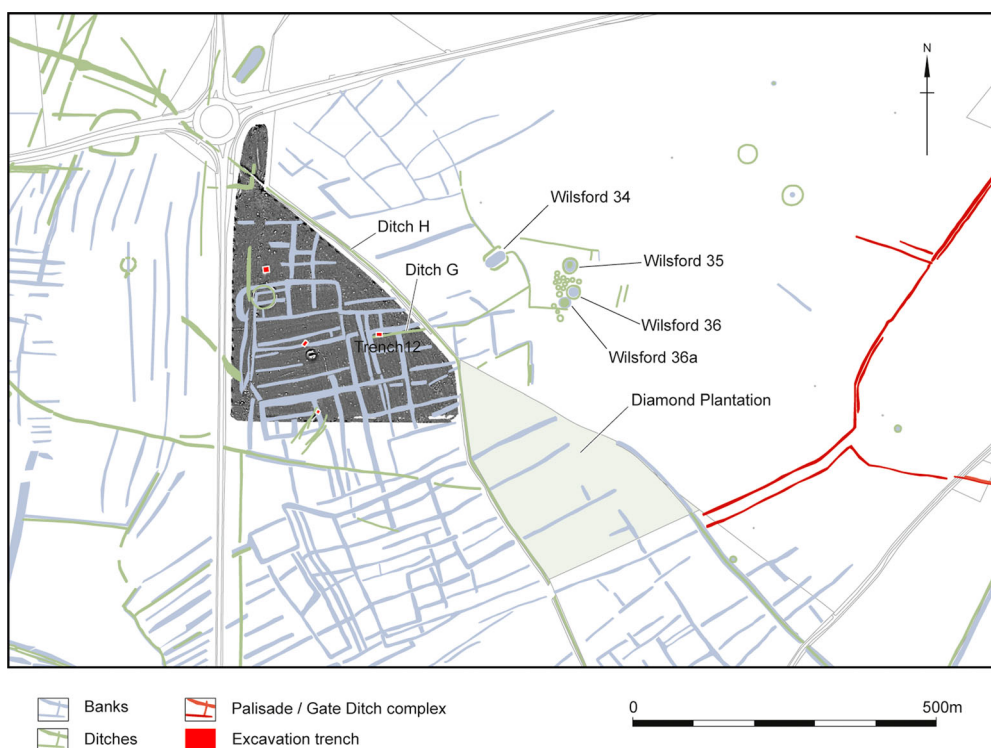 N
Wilsford 34
Ditch H
Wilsford 35
Ditch G
Wilsford 36
Trench12
Wilsford 36a
Diamond Plantation
Banks
Palisade / Gate Ditch complex
0
500m
Ditches
Excavation trench